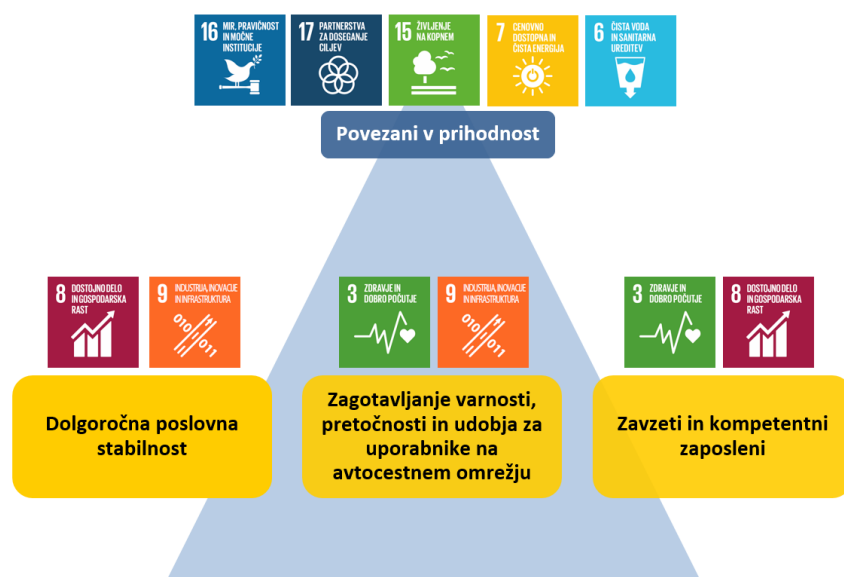 16 MIR, PRAVIČNOST
IN MOČNE
INSTITUCIJE
17 PARTNERSTVA
ZA DOSEGANJE
CILJEV
15 ŽIVLJENJE
NA KOPNEM
7 CENOVNO
DOSTOPNA IN
ČISTA ENERGIJA
6 ČISTA VODA
IN SANITARNA
UREDITEV
Povezani v prihodnost
8 DOSTOJNO DELO
IN GOSPODARSKA
RAST
9 INDUSTRIJA, INOVACIJE
IN INFRASTRUKTURA
010
011
3 ZDRAVJE IN
DOBRO POČUTJE
9 INDUSTRIJA, INOVACIJE
IN INFRASTRUKTURA
010
011
3 ZDRAVJE IN
DOBRO POČUTJE
8 DOSTOJNO DELO
IN GOSPODARSKA
RAST
Dolgoročna poslovna
stabilnost
Zagotavljanje varnosti,
pretočnosti in udobja za
uporabnike na
avtocestnem omrežju
Zavzeti in kompetentni
zaposleni